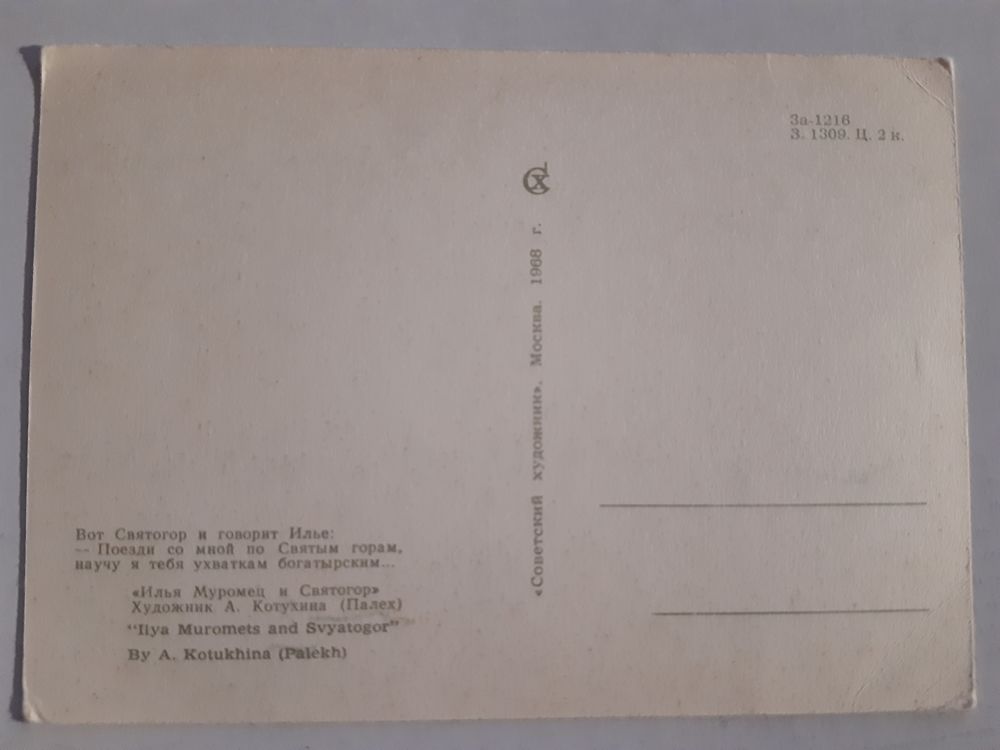 За-1216
З. 1309. Ц. 2 к.
СХ
«Советский художник». Москва. 1968 г.
Вот Святогор и говорит Илье:
— Поезди со мной по Святым горам,
научу я тебя ухваткам богатырским...
«Илья Муромец и Святогор»
Художник А. Котухина (Палех)
"Ilya Muromets and Svyatogor"
By A. Kotukhina (Palekh)